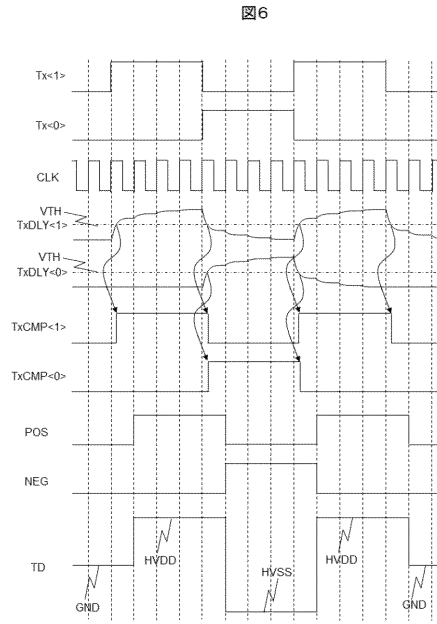 図6
Tx<1>
Tx<0>
CLK
VTH
TxDLY<1>
VTH
TxDLY<0>
TxCMP<1>
TxCMP<0>
POS
NEG
TD
GND
HVDD
HVSS
HVDD
GND